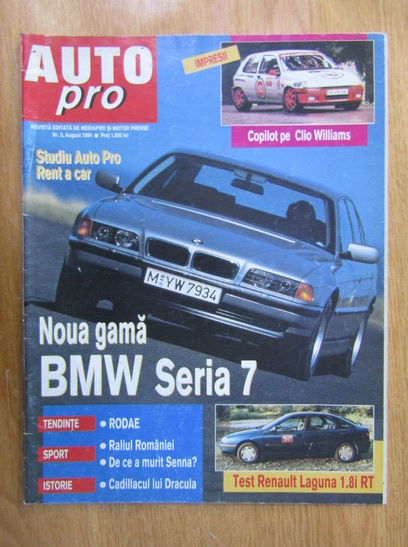 AUTO
pro
REVISTĂ EDITATĂ DE MEDIAPRO ȘI MOTOR PRESSE
Nr. 3, August 1994 ■ Preț 1.600 lei
IMPRESII
Copilot pe Clio Williams
Studiu Auto Pro
Rent a car
M YW 7934
Noua gamă
BMW Seria 7
TENDINȚE • RODAE
SPORT • Raliul României
• De ce a murit Senna?
ISTORIE • Cadillacul lui Dracula
Test Renault Laguna 1.8i RT